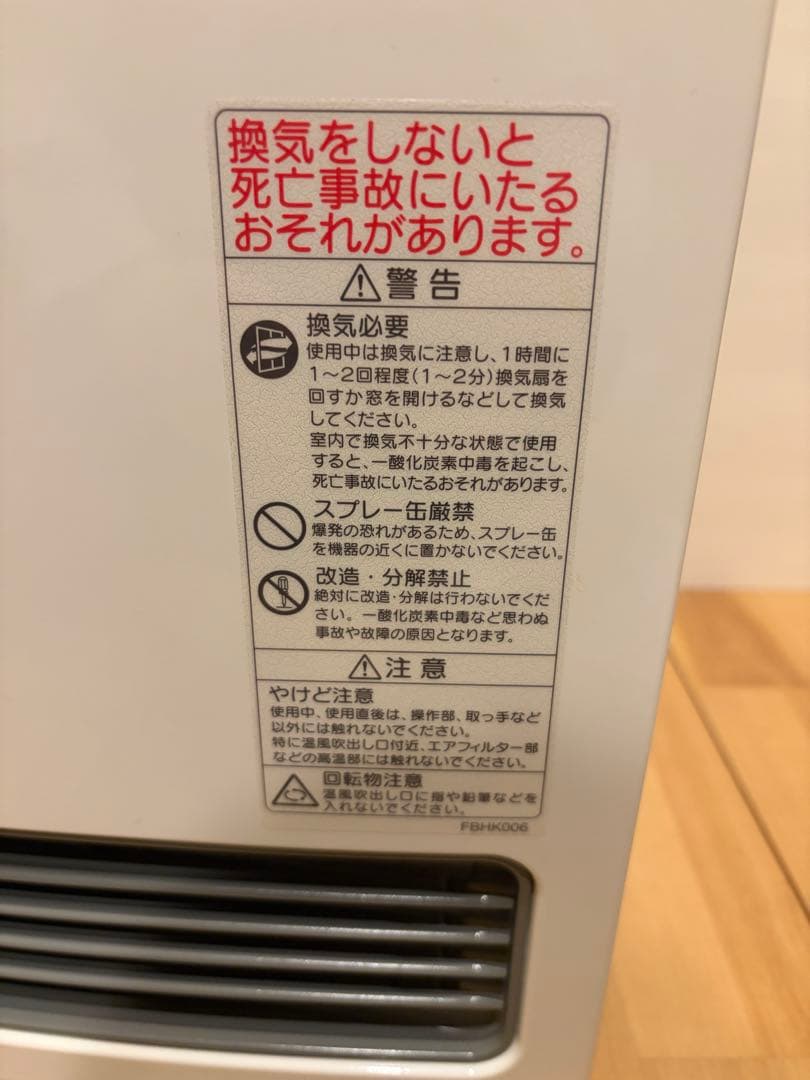 換気をしないと
死亡事故にいたる
おそれがあります。
警告
換気必要
使用中は換気に注意し、1時間に
1～2回程度(1～2分)換気扇を
回すか窓を開けるなどして換気
してください。
室内で換気不十分な状態で使用
すると、一酸化炭素中毒を起こし、
死亡事故にいたるおそれがあります。
スプレー缶厳禁
爆発の恐れがあるため、スプレー缶
を機器の近くに置かないでください。
改造・分解禁止
絶対に改造・分解は行わないでくだ
さい。一酸化炭素中毒など思わぬ
事故や故障の原因となります。
注意
やけど注意
使用中、使用直後は、操作部、取っ手など
以外には触れないでください。
特に温風吹出し口付近、エアフィルター部
などの高温部には触れないでください。
回転物注意
温風吹出し口に指や鉛筆などを
入れないでください。
FBHK006